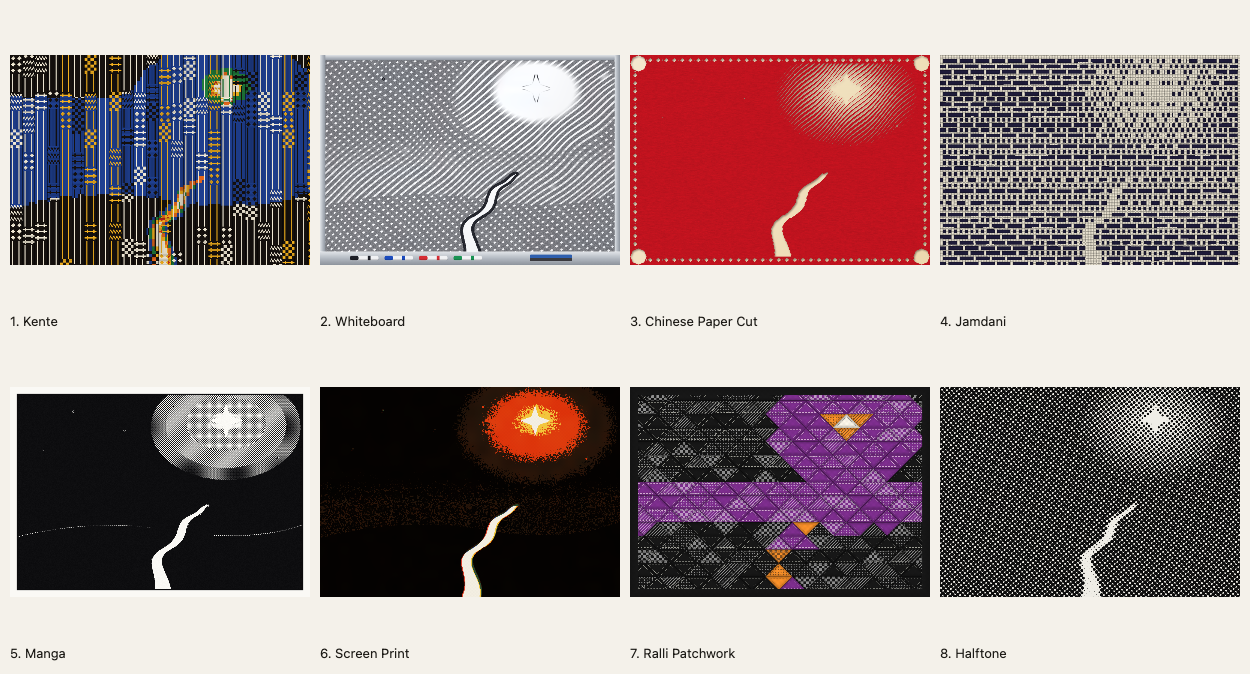 1. Kente
2. Whiteboard
3. Chinese Paper Cut
4. Jamdani
5. Manga
6. Screen Print
7. Ralli Patchwork
8. Halftone